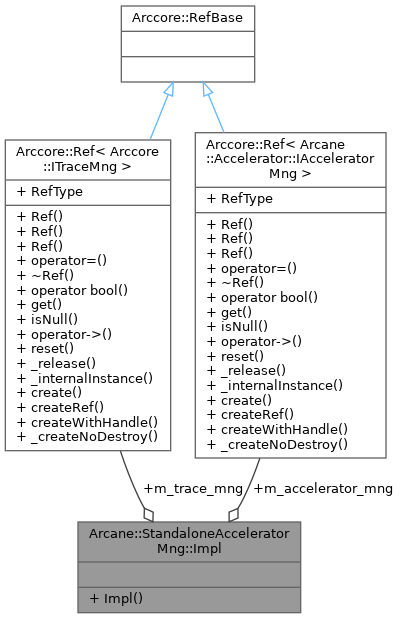 Arccore::RefBase
Arccore::Ref< Arccore
::ITraceMng >
+ RefType
+ Ref()
+ Ref()
+ Ref()
+ operator=()
+ ~Ref()
+ operator bool()
+ get()
+ isNull()
+ operator->()
+ reset()
+ _release()
+ _internalInstance()
+ create()
+ createRef()
+ createWithHandle()
+ _createNoDestroy()
Arccore::Ref< Arcane
::Accelerator::IAccelerator
Mng >
+ RefType
+ Ref()
+ Ref()
+ Ref()
+ operator=()
+ ~Ref()
+ operator bool()
+ get()
+ isNull()
+ operator->()
+ reset()
+ _release()
+ _internalInstance()
+ create()
+ createRef()
+ createWithHandle()
+ _createNoDestroy()
+m_trace_mng
+m_accelerator_mng
Arcane::StandaloneAccelerator
Mng::Impl
+ Impl()